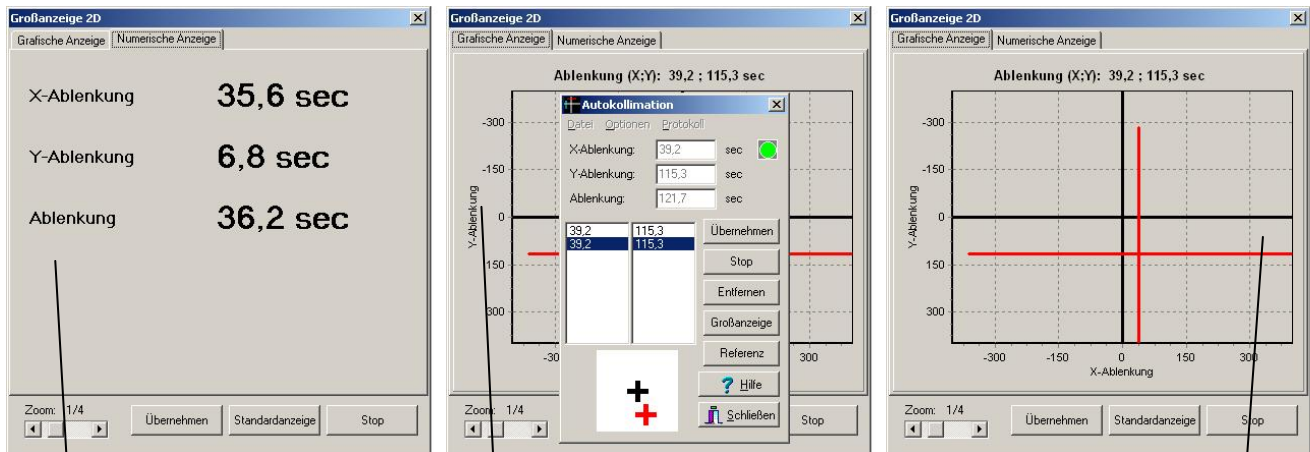 Großanzeige 2D
Grafische Anzeige Numerische Anzeige
X-Ablenkung 35,6 sec
Y-Ablenkung 6,8 sec
Ablenkung 36,2 sec
Zoom: 1/4
Übernehmen Standardanzeige Stop
Großanzeige 2D
Grafische Anzeige Numerische Anzeige
Ablenkung (X;Y): 39,2 ; 115,3 sec
-300
-150
0
150
300
Y-Ablenkung
300
Autokollimation
Datei Optionen Protokoll
X-Ablenkung: 39,2 sec
Y-Ablenkung: 115,3 sec
Ablenkung: 121,7 sec
39,2 115,3
39,2 115,3
Übernehmen
Stop
Entfernen
Großanzeige
Referenz
Hilfe
Schließen
Zoom: 1/4
Stop
Großanzeige 2D
Grafische Anzeige Numerische Anzeige
Ablenkung (X;Y): 39,2 ; 115,3 sec
-300
-150
0
150
300
Y-Ablenkung
-300 -150 0 150 300
X-Ablenkung
Zoom: 1/4
Übernehmen Standardanzeige Stop